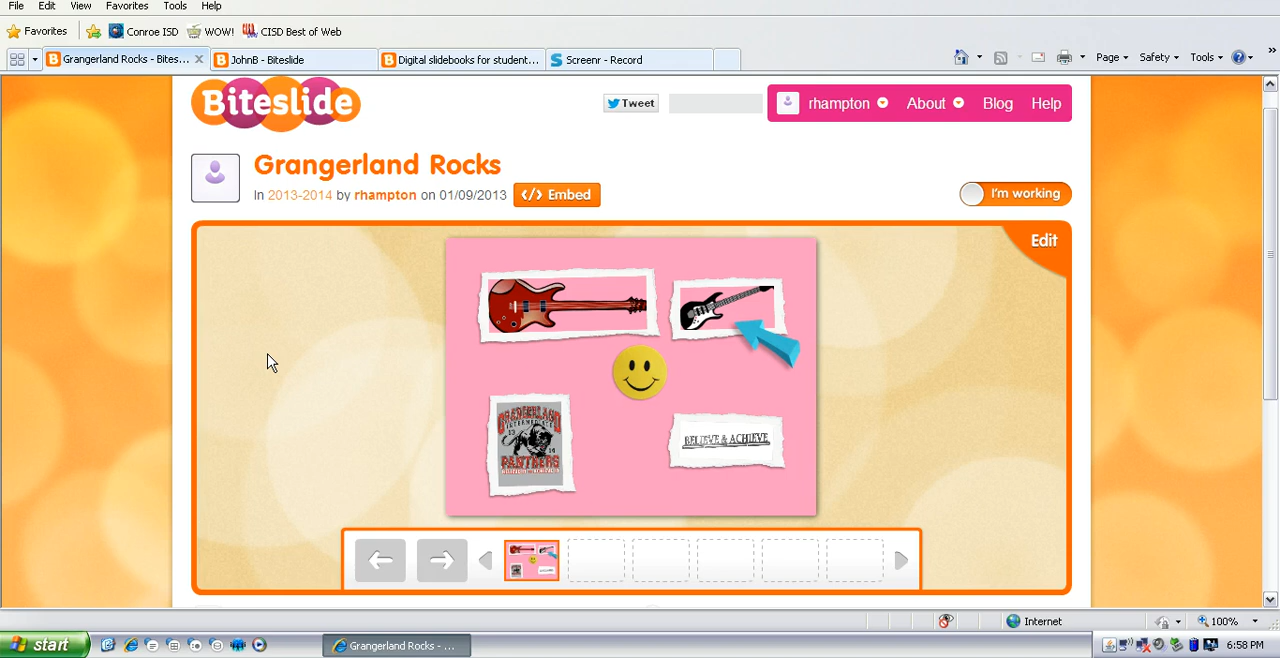 File Edit View Favorites Tools Help
Favorites Conroe ISD WOW! CISD Best of Web
Grangerland Rocks - Bites... JohnB - Biteslide Digital slidebooks for student... Screenr - Record Page Safety Tools
Biteslide
Tweet
rhampton About Blog Help
Grangerland Rocks
In 2013-2014 by rhampton on 01/09/2013 </> Embed
I'm working
Edit
GRANGERLAND
PANTHERS
BELIEVE & ACHIEVE
Internet 100%
start Grangerland Rocks - ... 6:58 PM